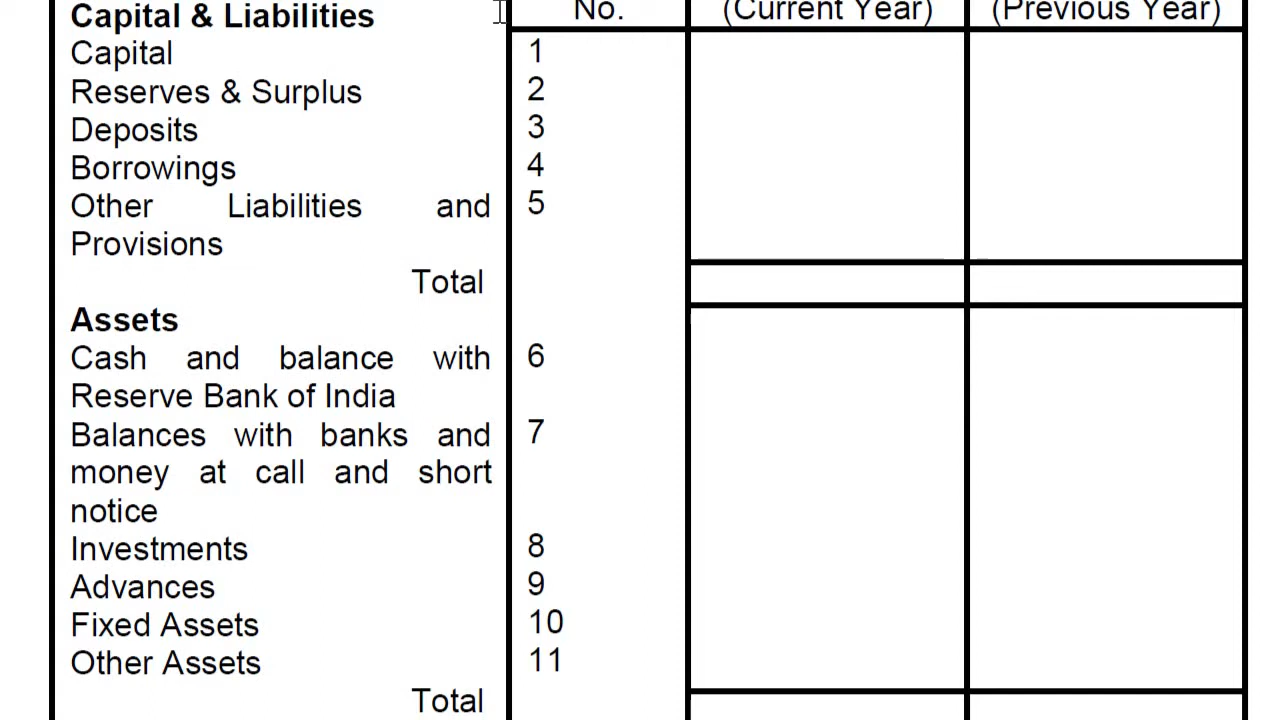 Capital & Liabilities No. (Current Year) (Previous Year)
Capital 1
Reserves & Surplus 2
Deposits 3
Borrowings 4
Other Liabilities and 5
Provisions
Total
Assets
Cash and balance with 6
Reserve Bank of India
Balances with banks and 7
money at call and short
notice
Investments 8
Advances 9
Fixed Assets 10
Other Assets 11
Total